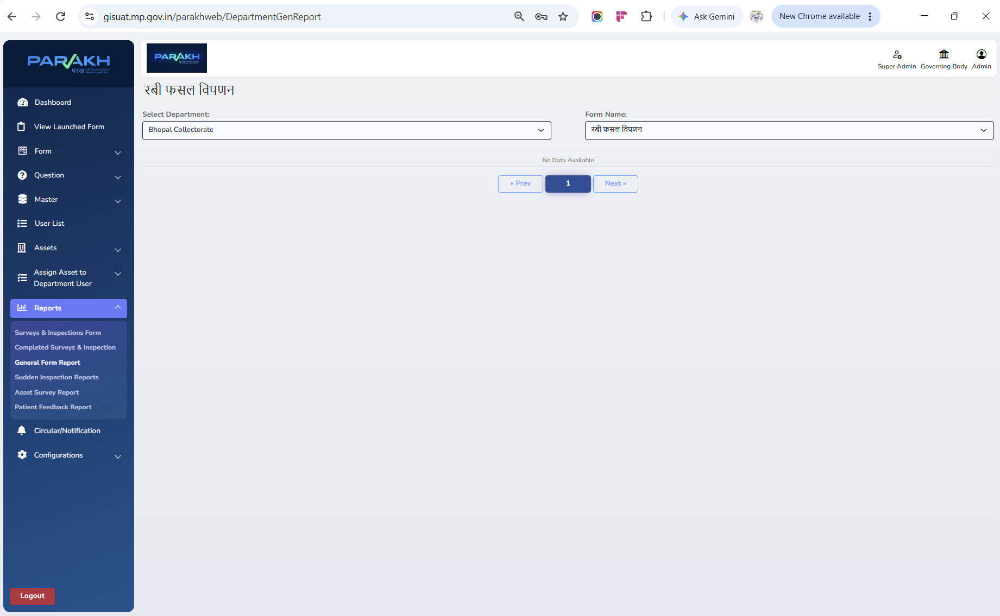 gisuat.mp.gov.in/parakhweb/DepartmentGenReport
Ask Gemini
New Chrome available
PARAKH
परख
Dashboard
View Launched Form
Form
Question
Master
User List
Assets
Assign Asset to
Department User
Reports
Surveys & Inspections Form
Completed Surveys & Inspection
General Form Report
Sudden Inspection Reports
Asset Survey Report
Patient Feedback Report
Circular/Notification
Configurations
Logout
PARAKH
परख
Super Admin
Governing Body
Admin
रबी फसल विपणन
Select Department:
Form Name:
Bhopal Collectorate
रबी फसल विपणन
No Data Available
« Prev
1
Next »